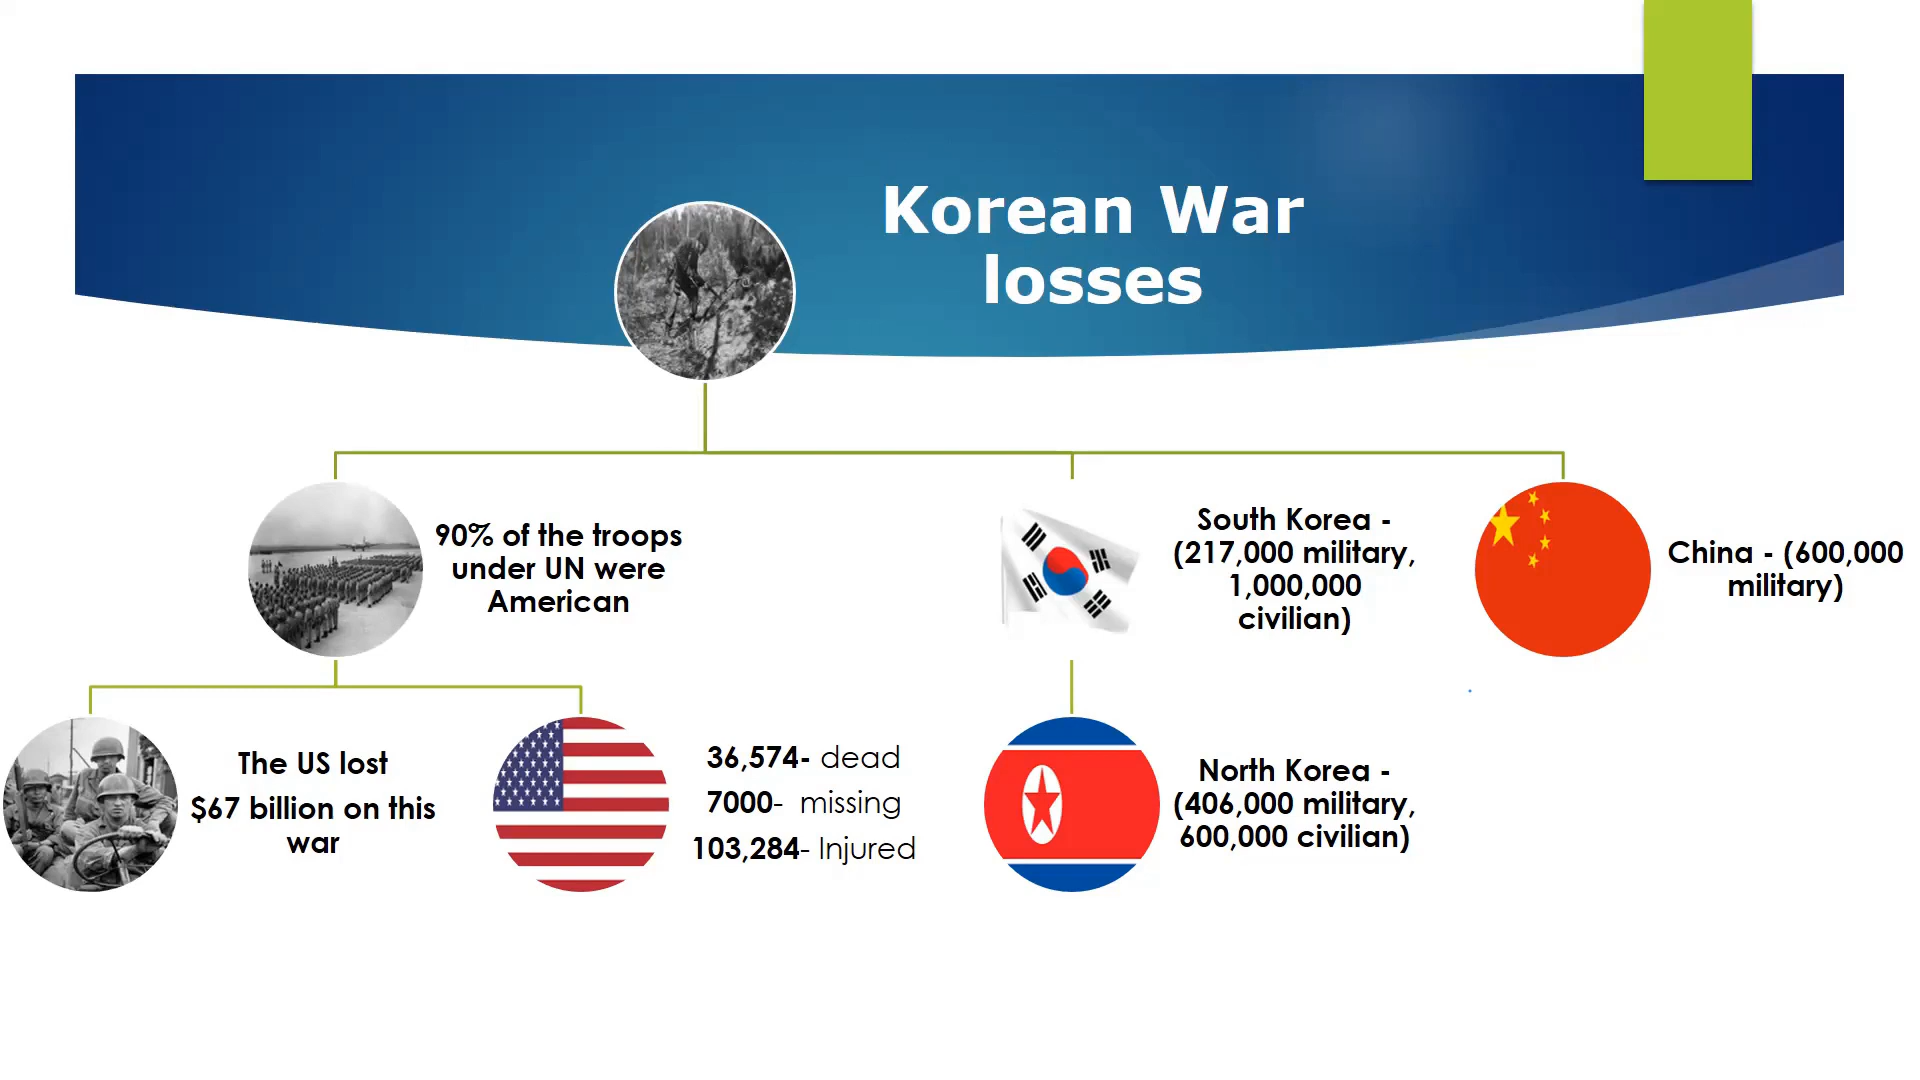 Korean War
losses
90% of the troops
under UN were
American
South Korea -
(217,000 military,
1,000,000
civilian)
China - (600,000
military)
The US lost
$67 billion on this
war
36,574- dead
7000-  missing
103,284- Injured
North Korea -
(406,000 military,
600,000 civilian)